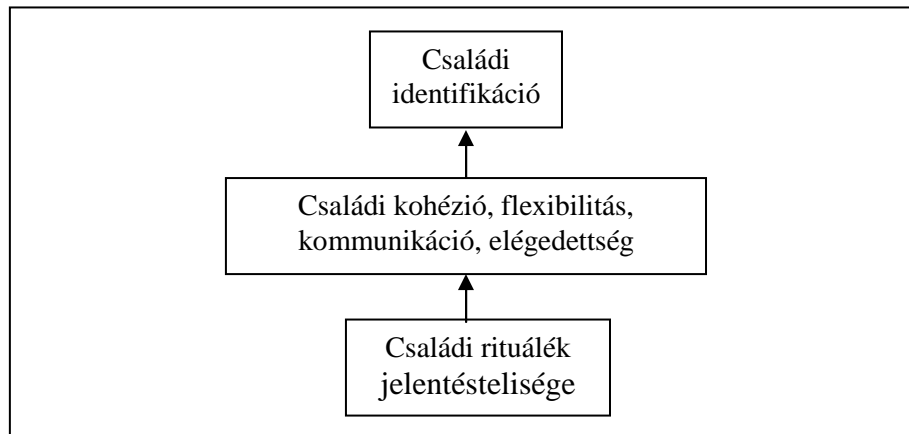 Családi
identifikáció
Családi kohézió, flexibilitás,
kommunikáció, elégedettség
Családi rituálék
jelentéstelisége